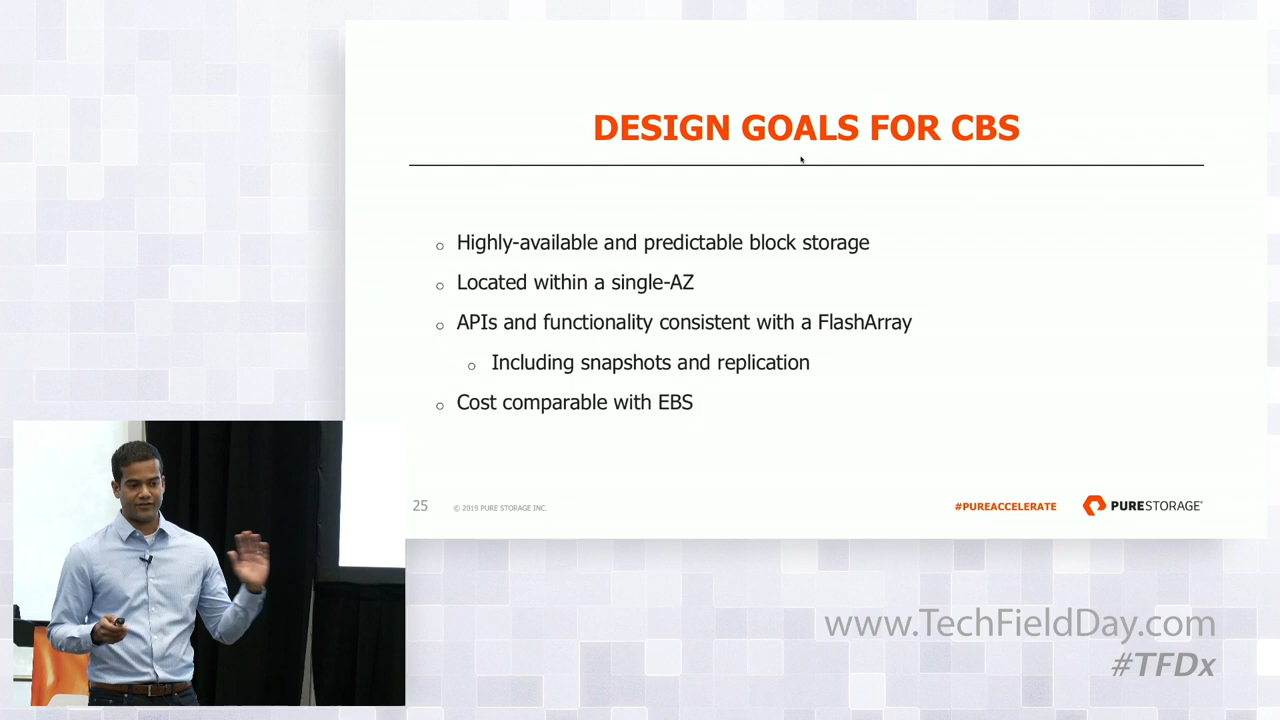 DESIGN GOALS FOR CBS
○ Highly-available and predictable block storage
○ Located within a single-AZ
○ APIs and functionality consistent with a FlashArray
○ Including snapshots and replication
○ Cost comparable with EBS
25
© 2019 PURE STORAGE INC.
#PUREACCELERATE
PURESTORAGE®
www.TechFieldDay.com
#TFDx